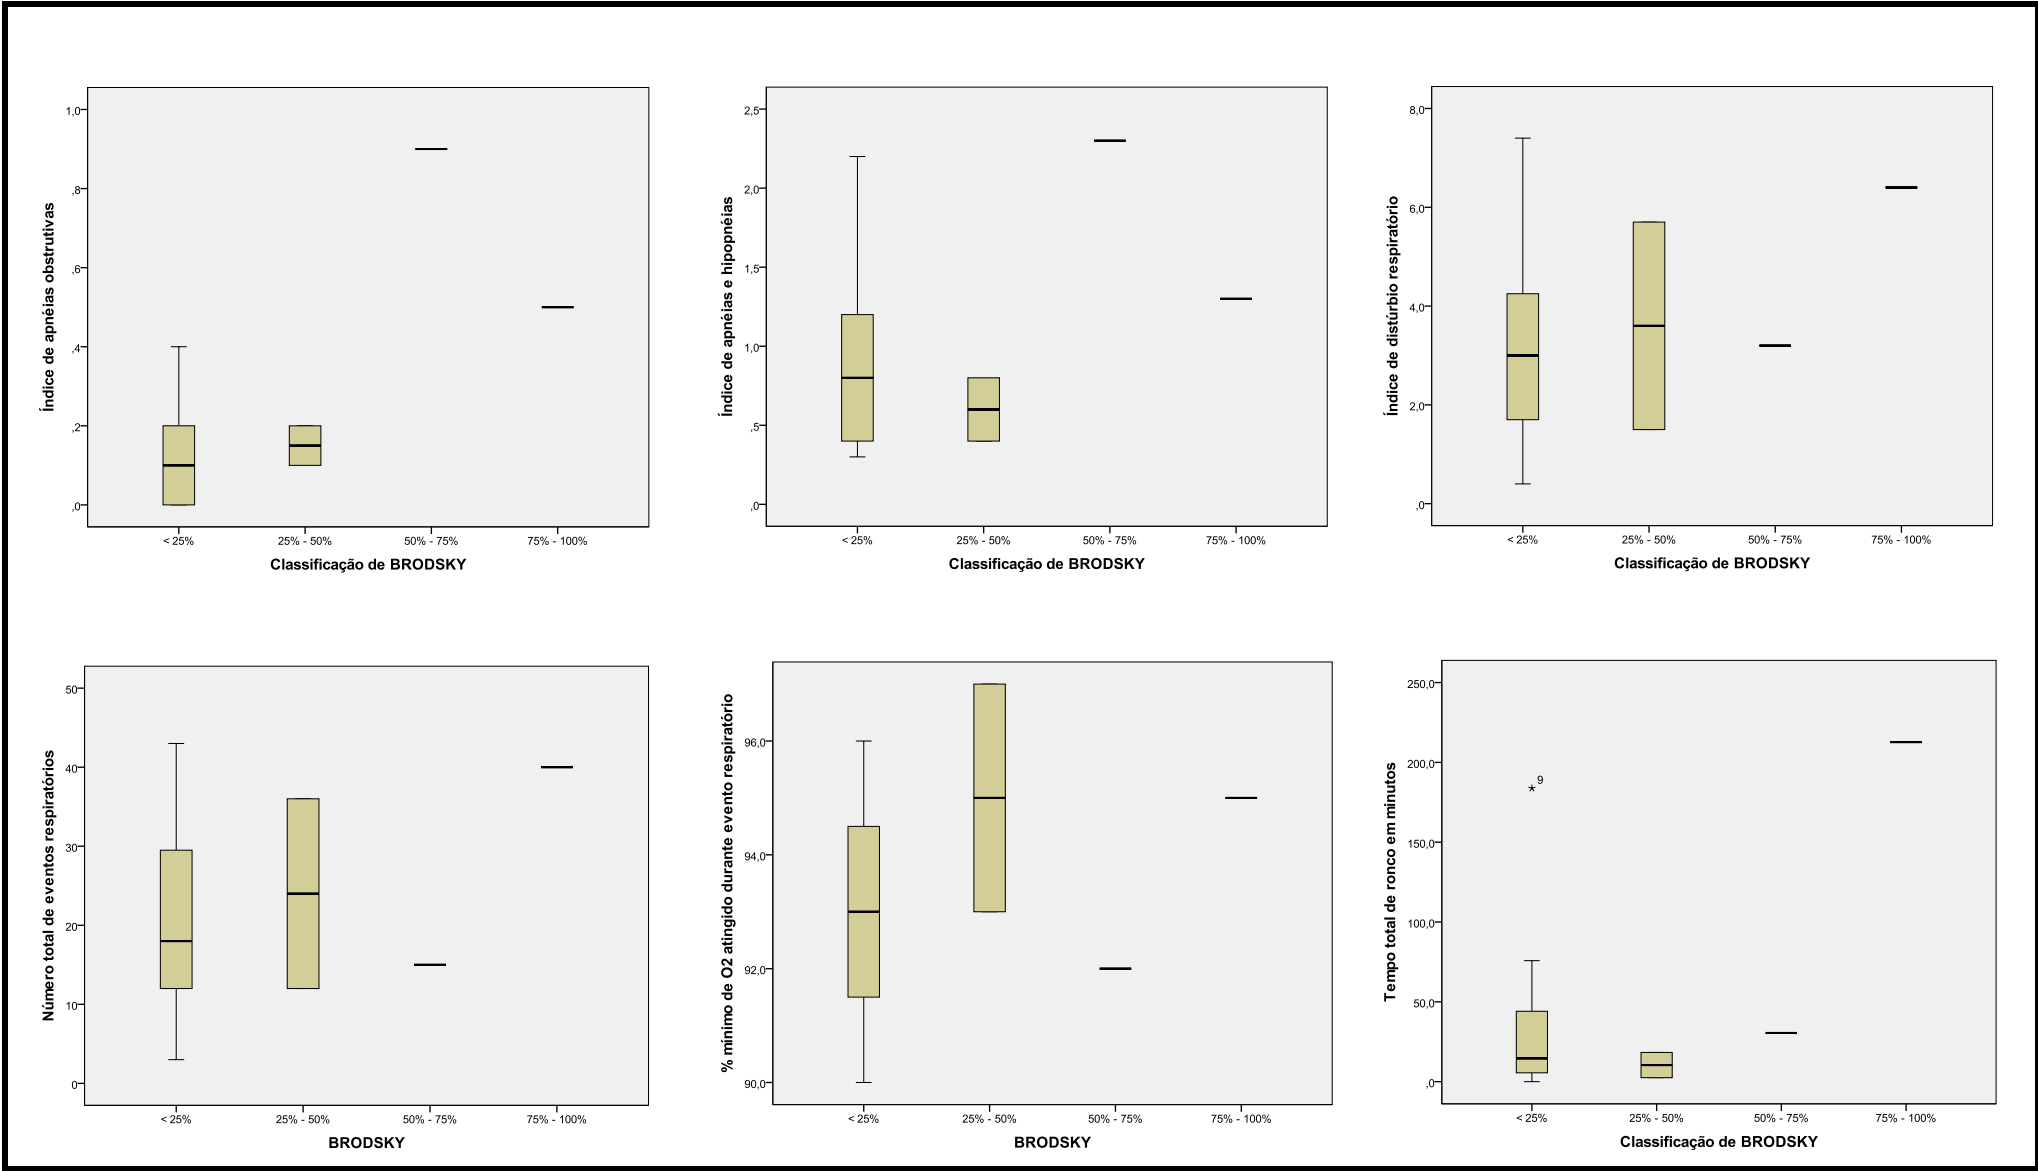 Índice de apnéias obstrutivas
1,0
,8
,6
,4
,2
,0
< 25%
25% - 50%
50% - 75%
75% - 100%
Classificação de BRODSKY
Índice de apnéias e hipopnéias
2,5
2,0
1,5
1,0
,5
,0
< 25%
25% - 50%
50% - 75%
75% - 100%
Classificação de BRODSKY
Índice de distúrbio respiratório
8,0
6,0
4,0
2,0
,0
< 25%
25% - 50%
50% - 75%
75% - 100%
Classificação de BRODSKY
Número total de eventos respiratórios
50
40
30
20
10
0
< 25%
25% - 50%
50% - 75%
75% - 100%
BRODSKY
% mínimo de O2 atingido durante evento respiratório
96,0
94,0
92,0
90,0
< 25%
25% - 50%
50% - 75%
75% - 100%
BRODSKY
Tempo total de ronco em minutos
250,0
200,0
150,0
100,0
50,0
,0
9
< 25%
25% - 50%
50% - 75%
75% - 100%
Classificação de BRODSKY